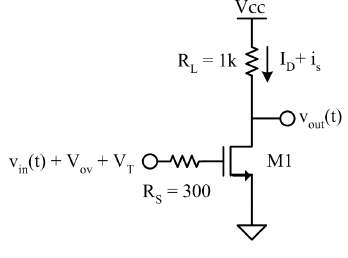 Vcc
R_L = 1k
I_D + i_s
v_out(t)
v_in(t) + V_ov + V_T
M1
R_S = 300